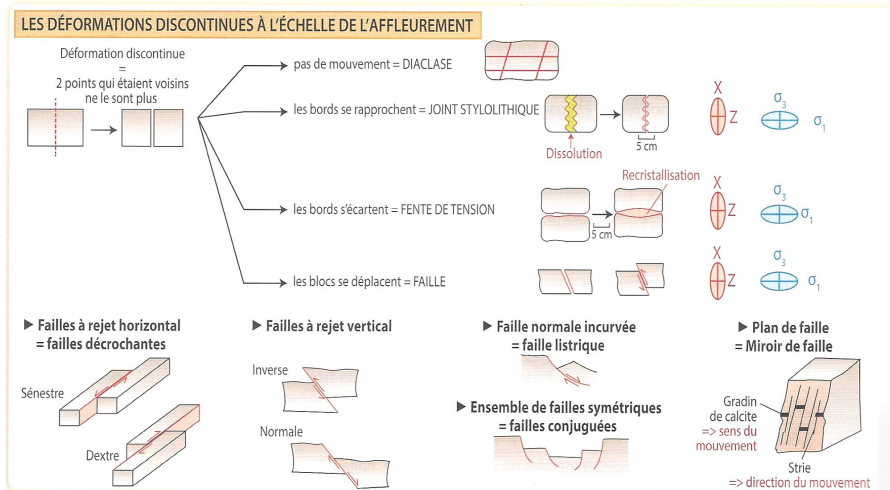 LES DÉFORMATIONS DISCONTINUES À L'ÉCHELLE DE L'AFFLEUREMENT
Déformation discontinue
=
2 points qui étaient voisins
ne le sont plus
pas de mouvement = DIACLASE
les bords se rapprochent = JOINT STYLOLITHIQUE
Dissolution
5 cm
X
Z
σ3
σ1
les bords s'écartent = FENTE DE TENSION
Recristallisation
5 cm
X
Z
σ3
σ1
les blocs se déplacent = FAILLE
X
Z
σ3
σ1
▶ Failles à rejet horizontal
= failles décrochantes
Sénestre
Dextre
▶ Failles à rejet vertical
Inverse
Normale
▶ Faille normale incurvée
= faille listrique
▶ Ensemble de failles symétriques
= failles conjuguées
▶ Plan de faille
= Miroir de faille
Gradin
de calcite
=> sens du
mouvement
Strie
=> direction du mouvement